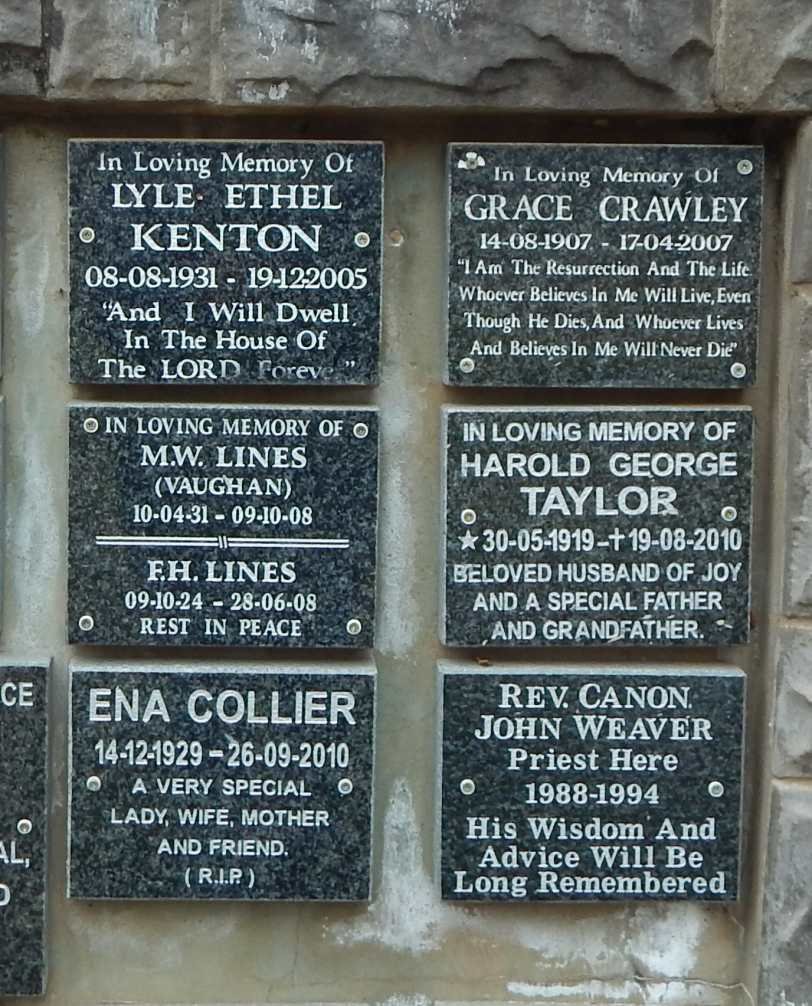 In Loving Memory Of
LYLE ETHEL
KENTON
08-08-1931 - 19-12-2005
"And I Will Dwell
In The House Of
The LORD Foreve "
In Loving Memory Of
GRACE CRAWLEY
14-08-1907 - 17-04-2007
"I Am The Resurrection And The Life
Whoever Believes In Me Will Live, Even
Though He Dies, And Whoever Lives
And Believes In Me Will Never Die"
IN LOVING MEMORY OF
M.W. LINES
(VAUGHAN)
10-04-31 - 09-10-08
F.H. LINES
09-10-24 - 28-06-08
REST IN PEACE
IN LOVING MEMORY OF
HAROLD GEORGE
TAYLOR
★30-05-1919-✝19-08-2010
BELOVED HUSBAND OF JOY
AND A SPECIAL FATHER
AND GRANDFATHER.
ENA COLLIER
14-12-1929 - 26-09-2010
A VERY SPECIAL
LADY, WIFE, MOTHER
AND FRIEND.
( R.I.P. )
REV. CANON.
JOHN WEAVER
Priest Here
1988-1994
His Wisdom And
Advice Will Be
Long Remembered